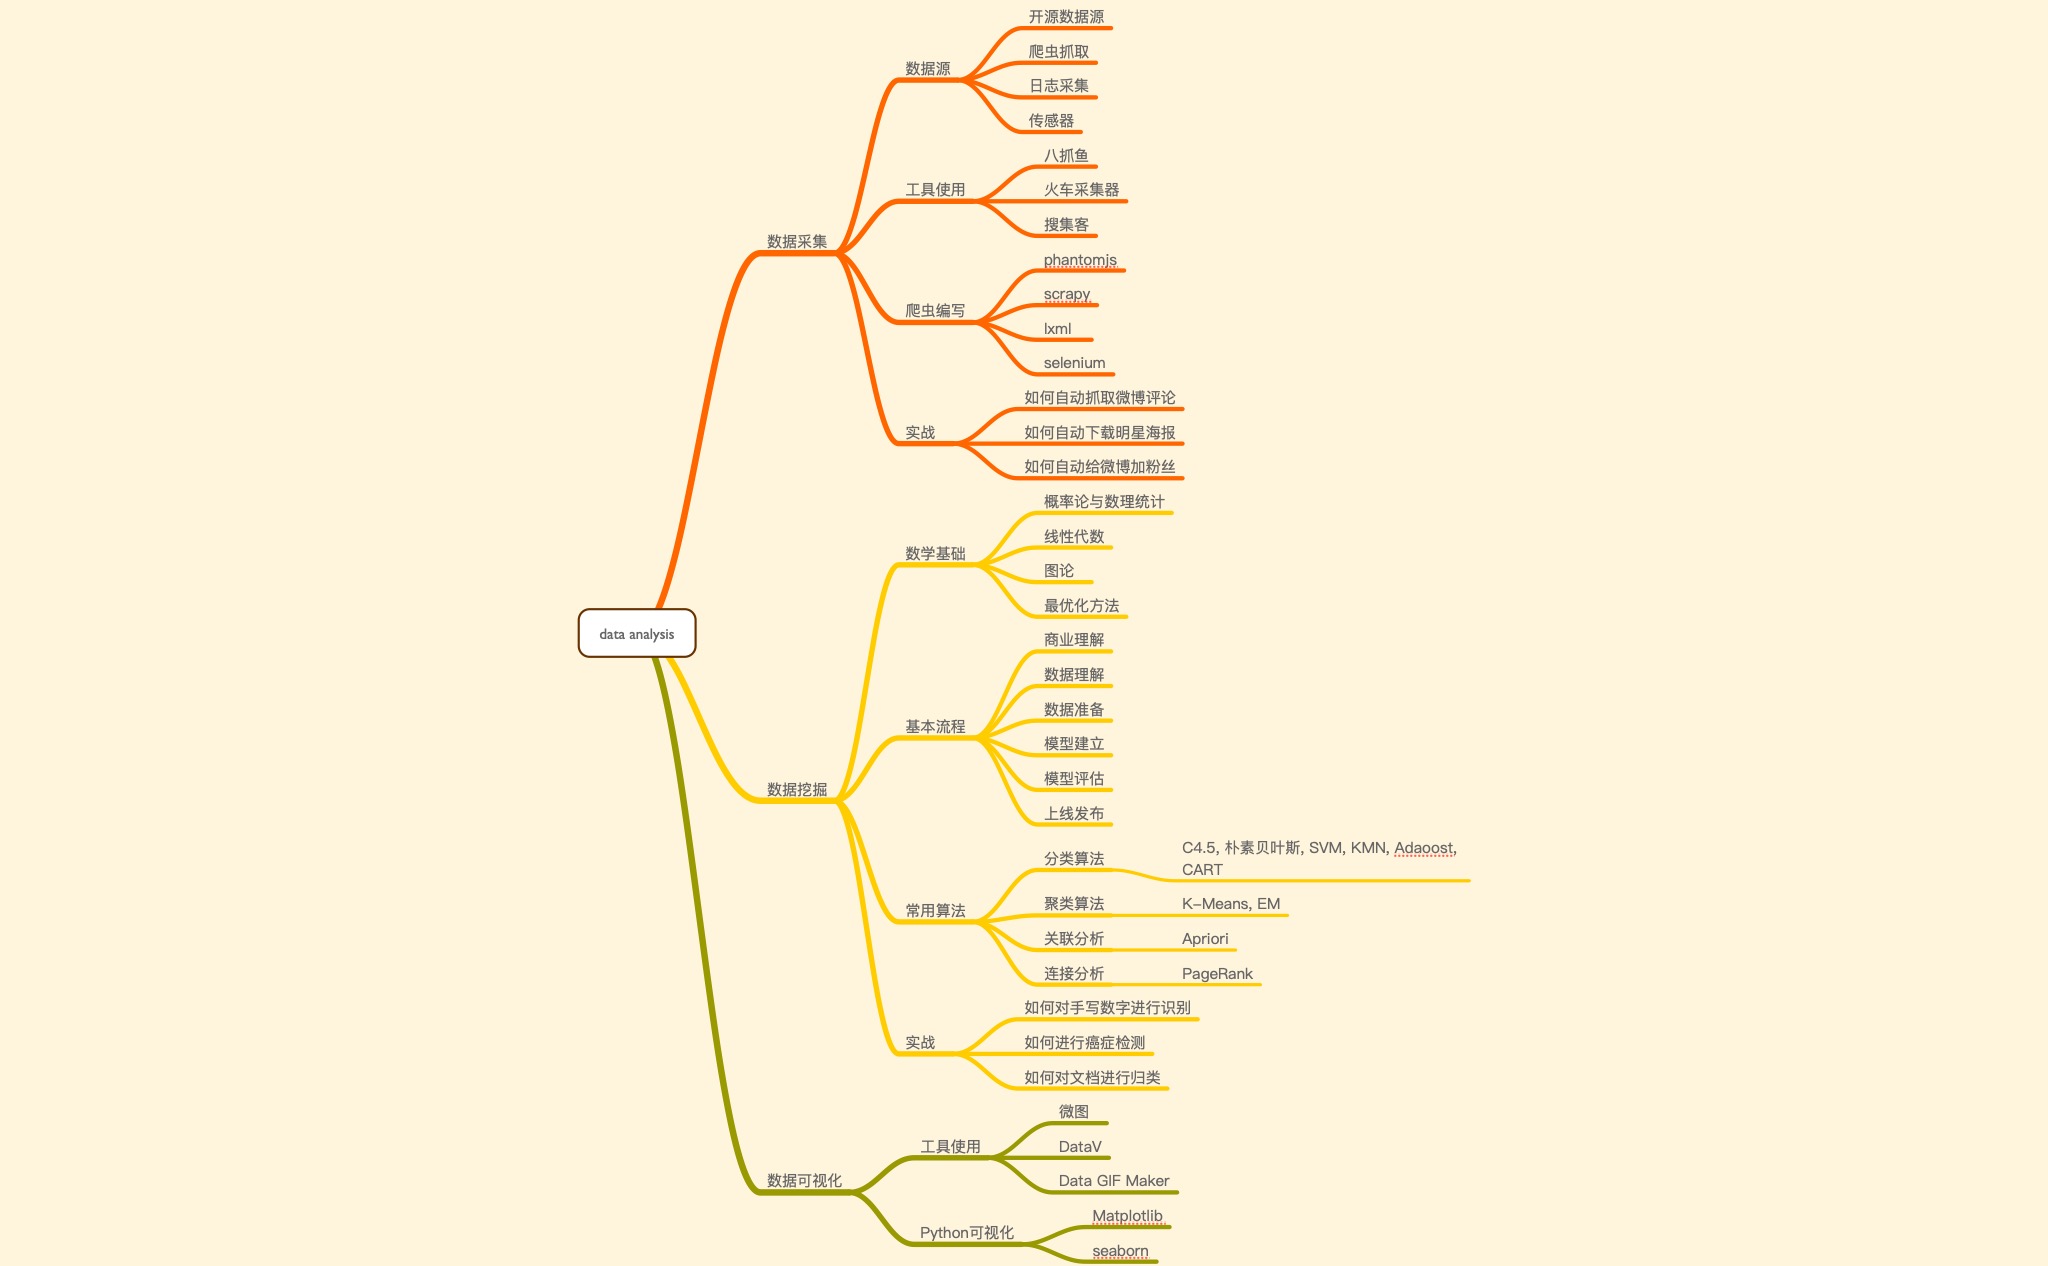 data analysis
数据采集
数据源
开源数据源
爬虫抓取
日志采集
传感器
工具使用
八抓鱼
火车采集器
搜集客
爬虫编写
phantomjs
scrapy
lxml
selenium
实战
如何自动抓取微博评论
如何自动下载明星海报
如何自动给微博加粉丝
数据挖掘
数学基础
概率论与数理统计
线性代数
图论
最优化方法
基本流程
商业理解
数据理解
数据准备
模型建立
模型评估
上线发布
常用算法
分类算法
C4.5, 朴素贝叶斯, SVM, KMN, Adaoost,
CART
聚类算法
K-Means, EM
关联分析
Apriori
连接分析
PageRank
实战
如何对手写数字进行识别
如何进行癌症检测
如何对文档进行归类
数据可视化
工具使用
微图
DataV
Data GIF Maker
Python可视化
Matplotlib
seaborn